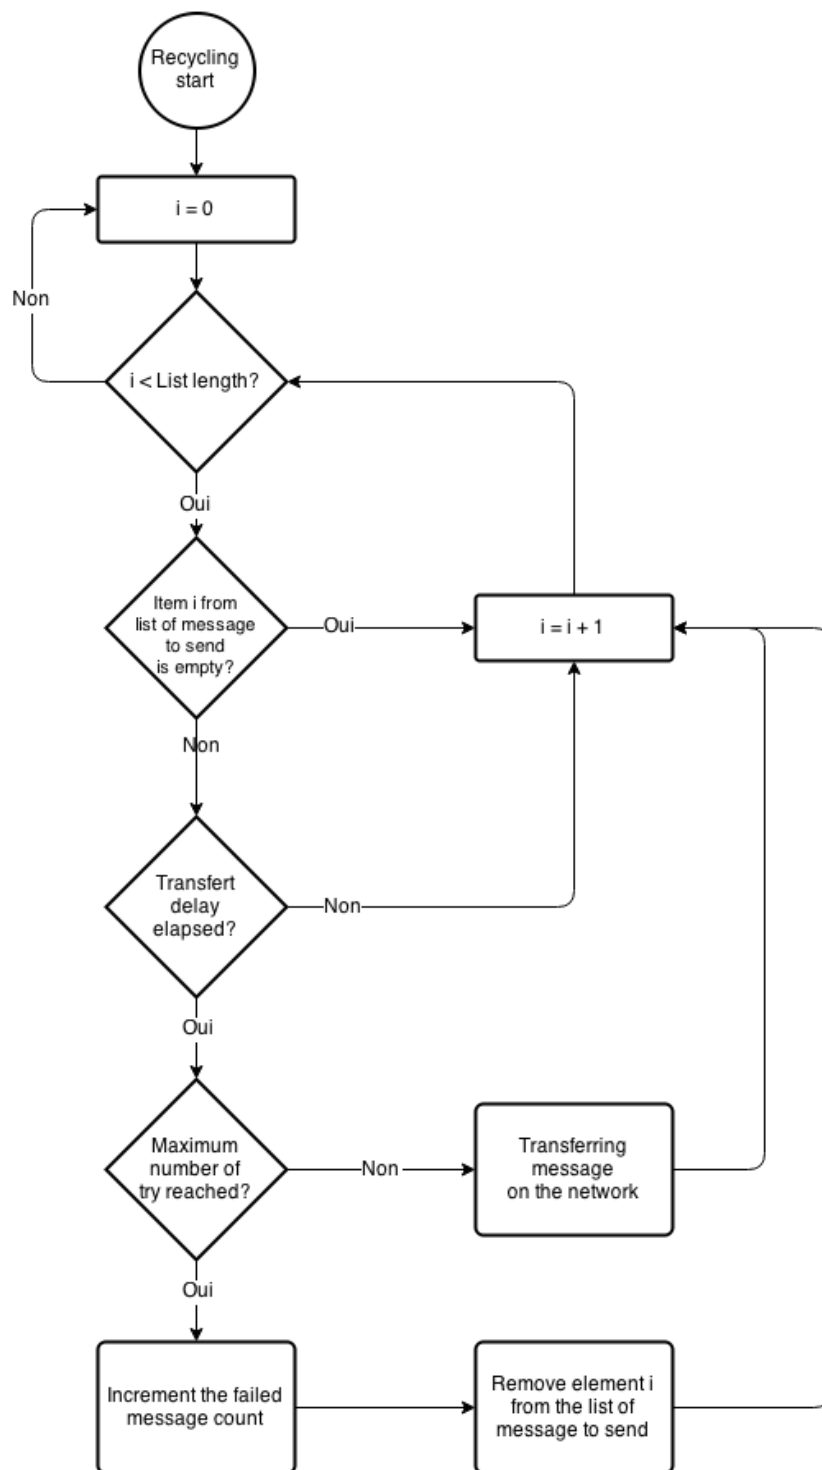 Recycling
start
i = 0
Non
i < List length?
Oui
Item i from
list of message
to send
is empty?
Oui
i = i + 1
Non
Transfert
delay
elapsed?
Non
Oui
Maximum
number of
try reached?
Non
Transferring
message
on the network
Oui
Increment the failed
message count
Remove element i
from the list of
message to send